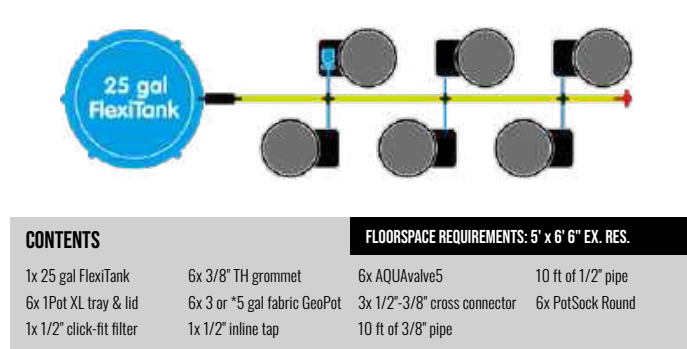 25 gal
FlexiTank
CONTENTS
FLOORSPACE REQUIREMENTS: 5' x 6' 6" EX. RES.
1x 25 gal FlexiTank
6x 1Pot XL tray & lid
1x 1/2" click-fit filter
6x 3/8" TH grommet
6x 3 or *5 gal fabric GeoPot
1x 1/2" inline tap
6x AQUAvalve5
3x 1/2"-3/8" cross connector
10 ft of 3/8" pipe
10 ft of 1/2" pipe
6x PotSock Round